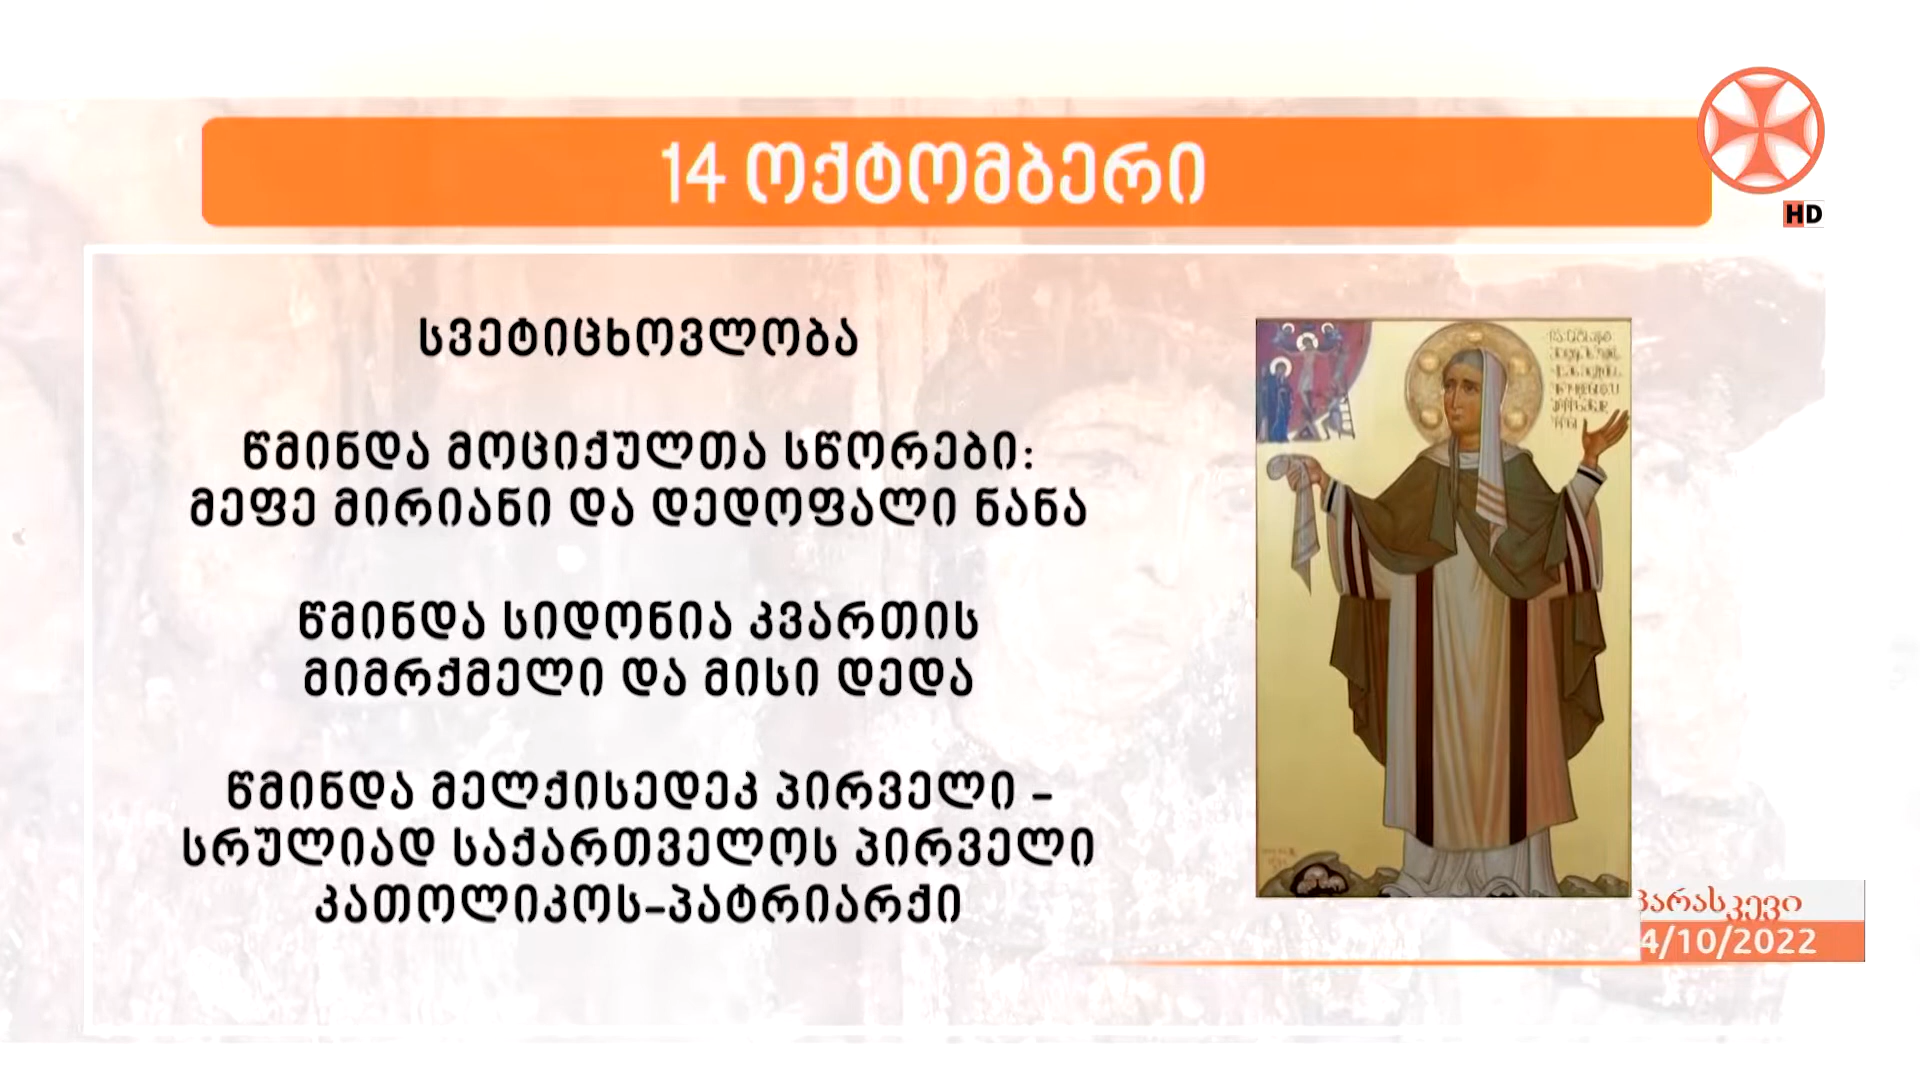 14 ოქტომბერი
HD
სვეტიცხოვლობა
წმინდა მოციქულთა სწორები:
მეფე მირიანი და დედოფალი ნანა
წმინდა სიდონია კვართის
მიმრქმელი და მისი დედა
წმინდა მელქისედეკ პირველი –
სრულიად საქართველოს პირველი
კათოლიკოს-პატრიარქი
პარასკევი
4/10/2022